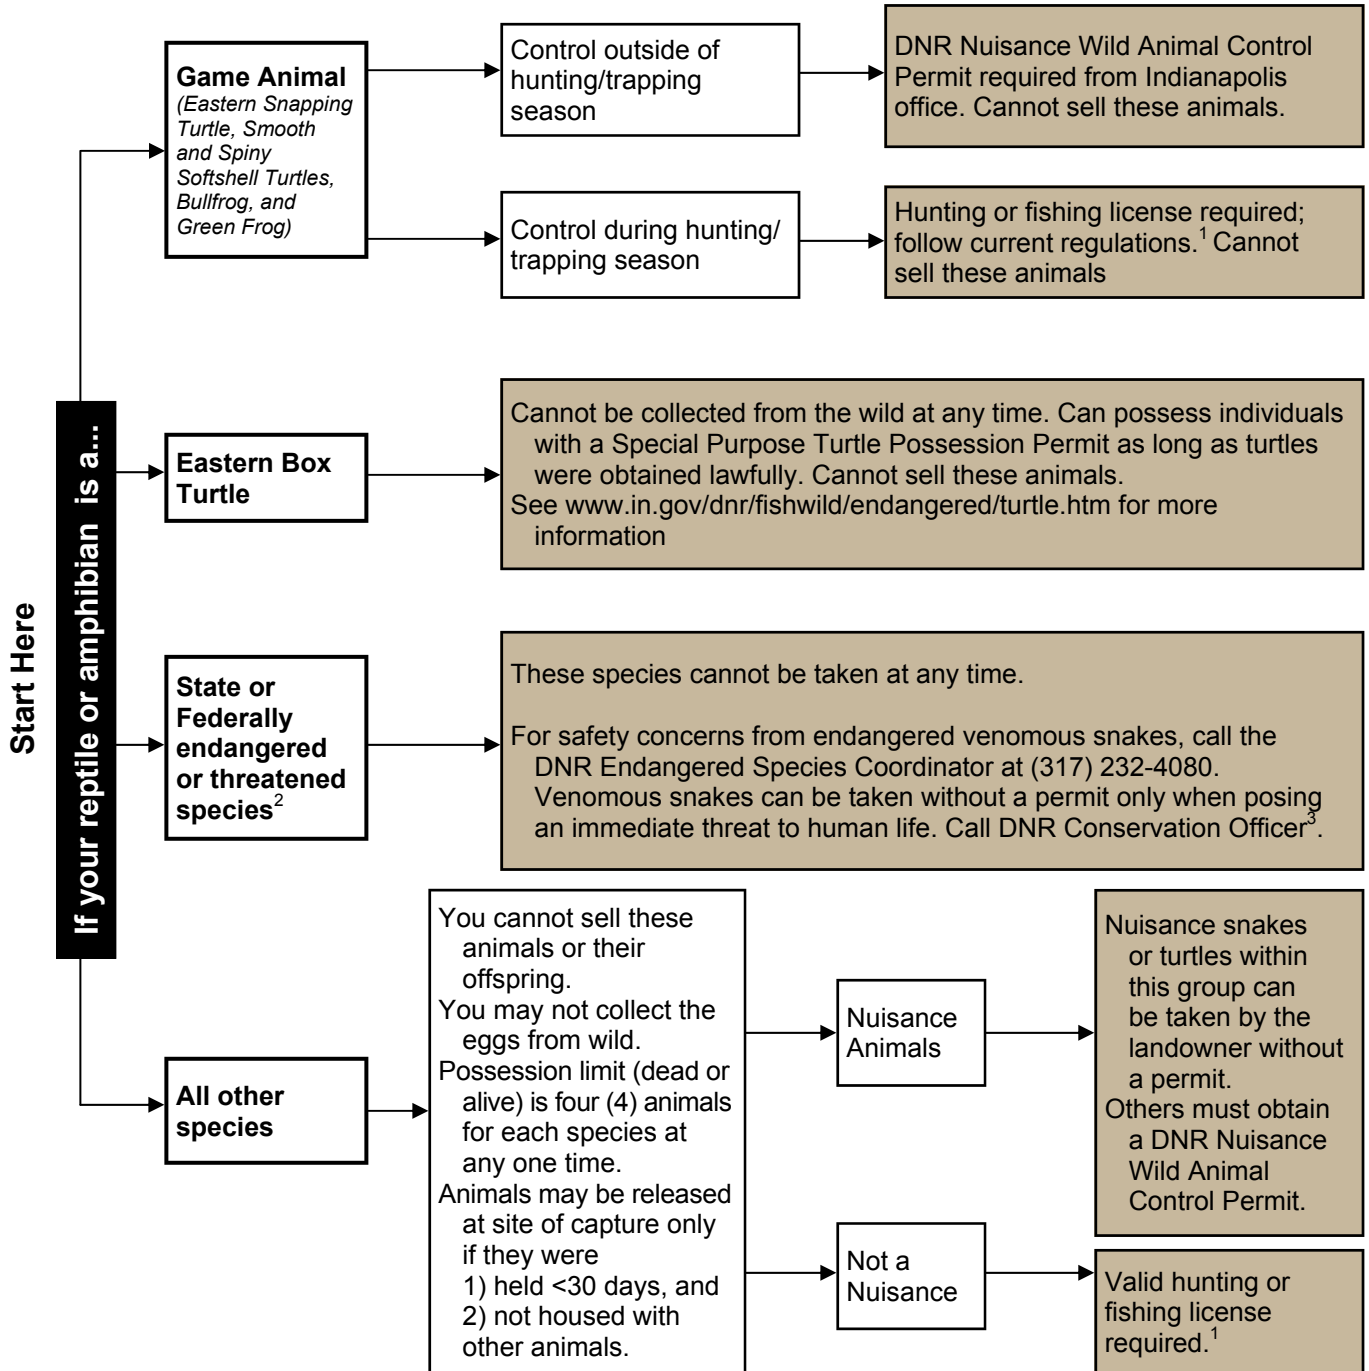 Start Here
If your reptile or amphibian is a...
Game Animal
(Eastern Snapping
Turtle, Smooth
and Spiny
Softshell Turtles,
Bullfrog, and
Green Frog)
Control outside of
hunting/trapping
season
DNR Nuisance Wild Animal Control
Permit required from Indianapolis
office. Cannot sell these animals.
Control during hunting/
trapping season
Hunting or fishing license required;
follow current regulations.1 Cannot
sell these animals
Eastern Box
Turtle
Cannot be collected from the wild at any time. Can possess individuals
with a Special Purpose Turtle Possession Permit as long as turtles
were obtained lawfully. Cannot sell these animals.
See www.in.gov/dnr/fishwild/endangered/turtle.htm for more
information
State or
Federally
endangered
or threatened
species2
These species cannot be taken at any time.
For safety concerns from endangered venomous snakes, call the
DNR Endangered Species Coordinator at (317) 232-4080.
Venomous snakes can be taken without a permit only when posing
an immediate threat to human life. Call DNR Conservation Officer3.
All other
species
You cannot sell these
animals or their
offspring.
You may not collect the
eggs from wild.
Possession limit (dead or
alive) is four (4) animals
for each species at
any one time.
Animals may be released
at site of capture only
if they were
1) held <30 days, and
2) not housed with
other animals.
Nuisance
Animals
Nuisance snakes
or turtles within
this group can
be taken by the
landowner without
a permit.
Others must obtain
a DNR Nuisance
Wild Animal
Control Permit.
Not a
Nuisance
Valid hunting or
fishing license
required.1